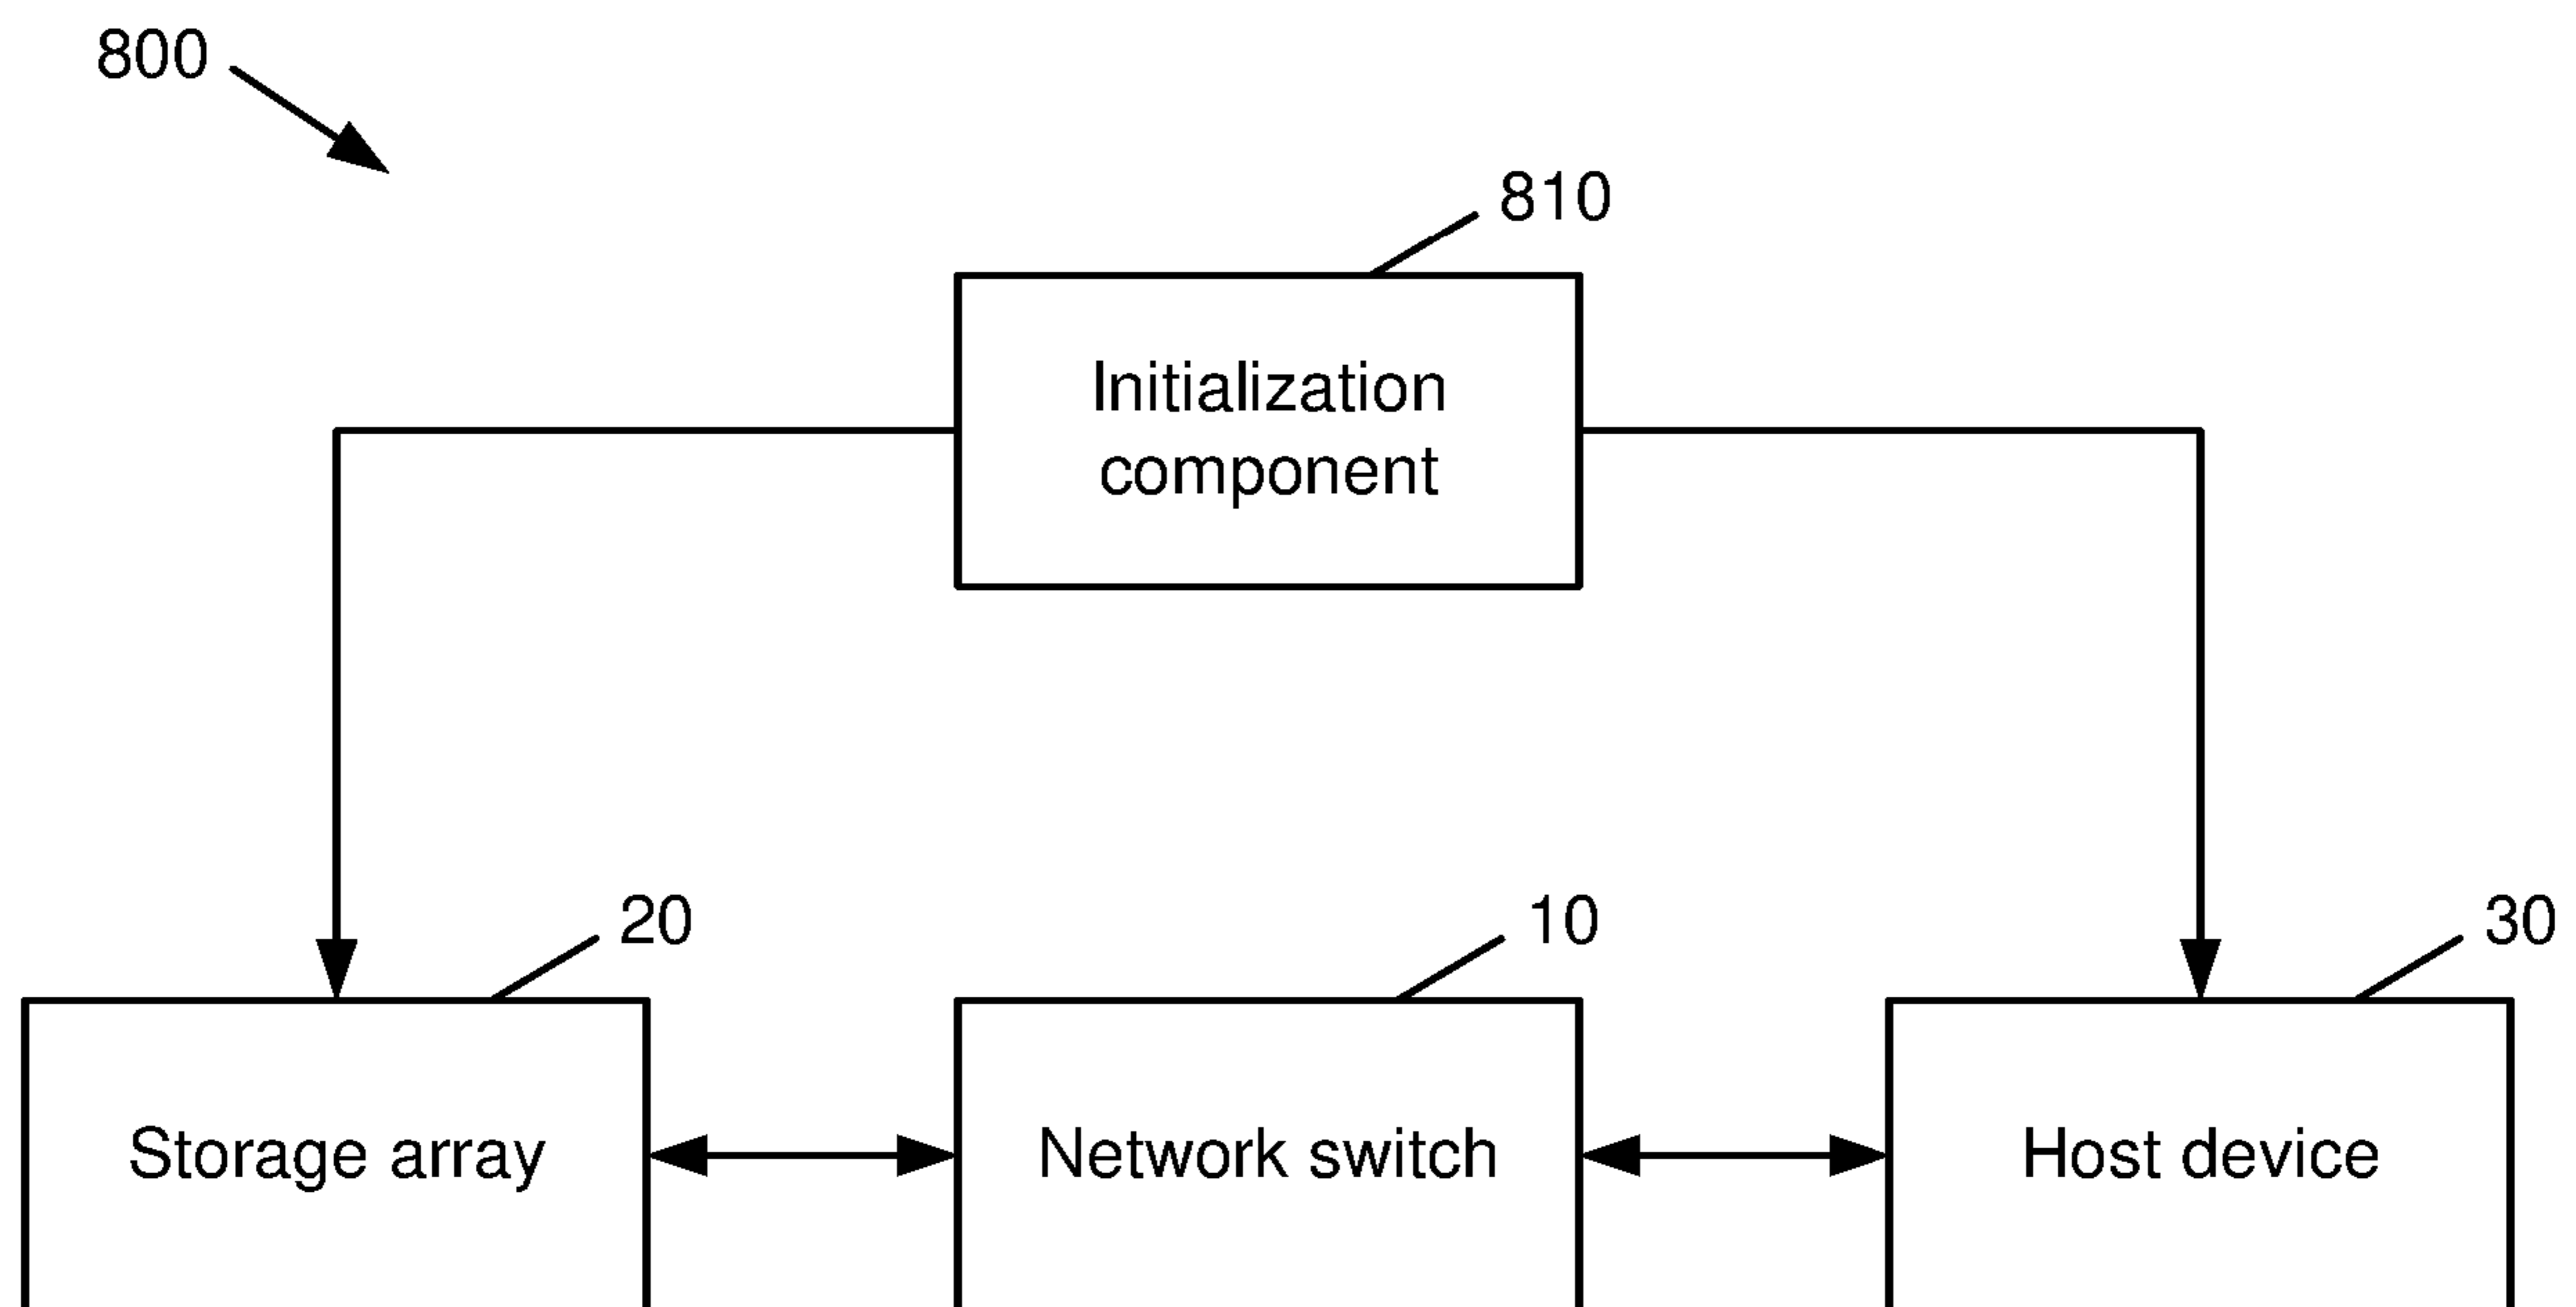 800
810
Initialization
component
20
10
30
Storage array
Network switch
Host device